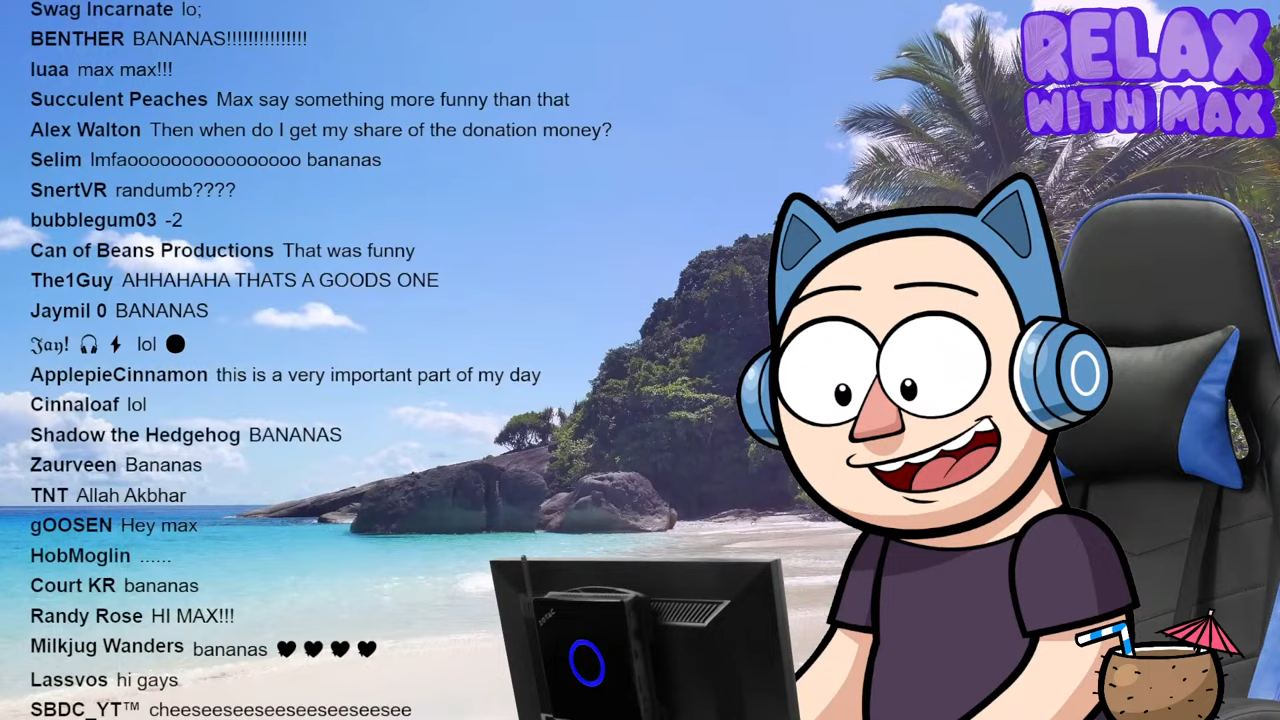 Swag Incarnate lo;
BENTHER BANANAS!!!!!!!!!!!!!!!
luaa max max!!!
Succulent Peaches Max say something more funny than that
Alex Walton Then when do I get my share of the donation money?
Selim lmfaoooooooooooooooo bananas
SnertVR randumb????
bubblegum03 -2
Can of Beans Productions That was funny
The1Guy AHHAHAHA THATS A GOODS ONE
Jaymil 0 BANANAS
𝕵𝖆𝖞! 🎧 ⚡ lol ⚫
ApplepieCinnamon this is a very important part of my day
Cinnaloaf lol
Shadow the Hedgehog BANANAS
Zaurveen Bananas
TNT Allah Akbhar
gOOSEN Hey max
HobMoglin ......
Court KR bananas
Randy Rose HI MAX!!!
Milkjug Wanders bananas 🖤 🖤 🖤 🖤
Lassvos hi gays
SBDC_YT™ cheeseeseeseeseeseeseesee
RELAX
WITH MAX
ZOTAC